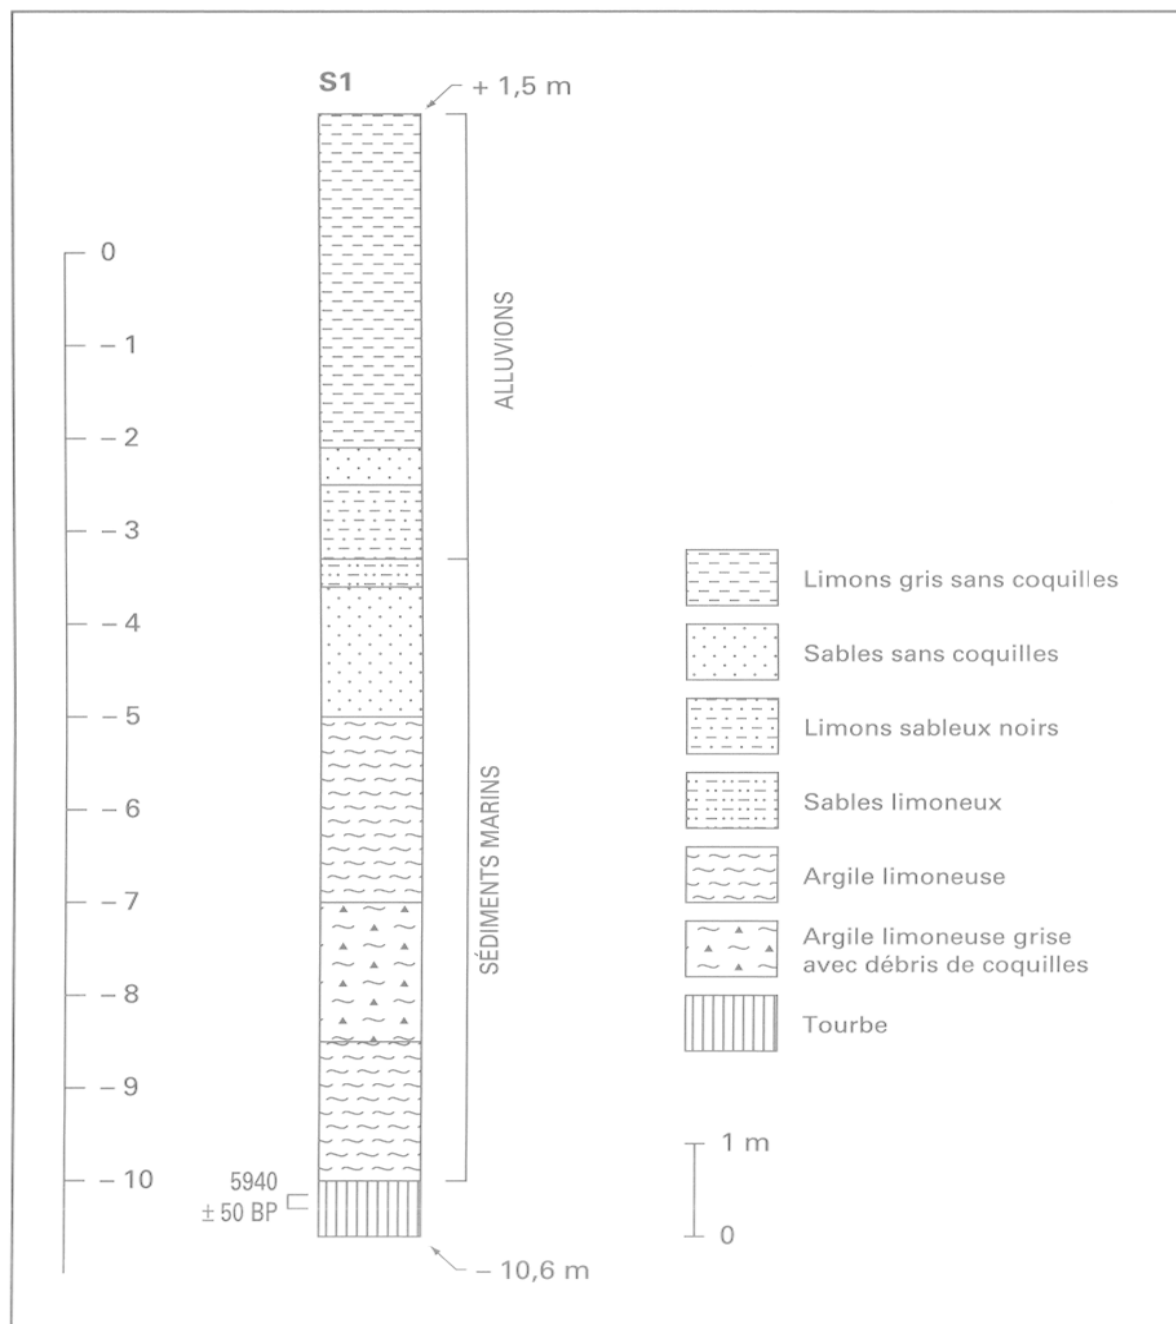 S1
+ 1,5 m
0
– 1
– 2
– 3
– 4
– 5
– 6
– 7
– 8
– 9
– 10
ALLUVIONS
SÉDIMENTS MARINS
5940
± 50 BP
– 10,6 m
Limons gris sans coquilles
Sables sans coquilles
Limons sableux noirs
Sables limoneux
Argile limoneuse
Argile limoneuse grise
avec débris de coquilles
Tourbe
1 m
0